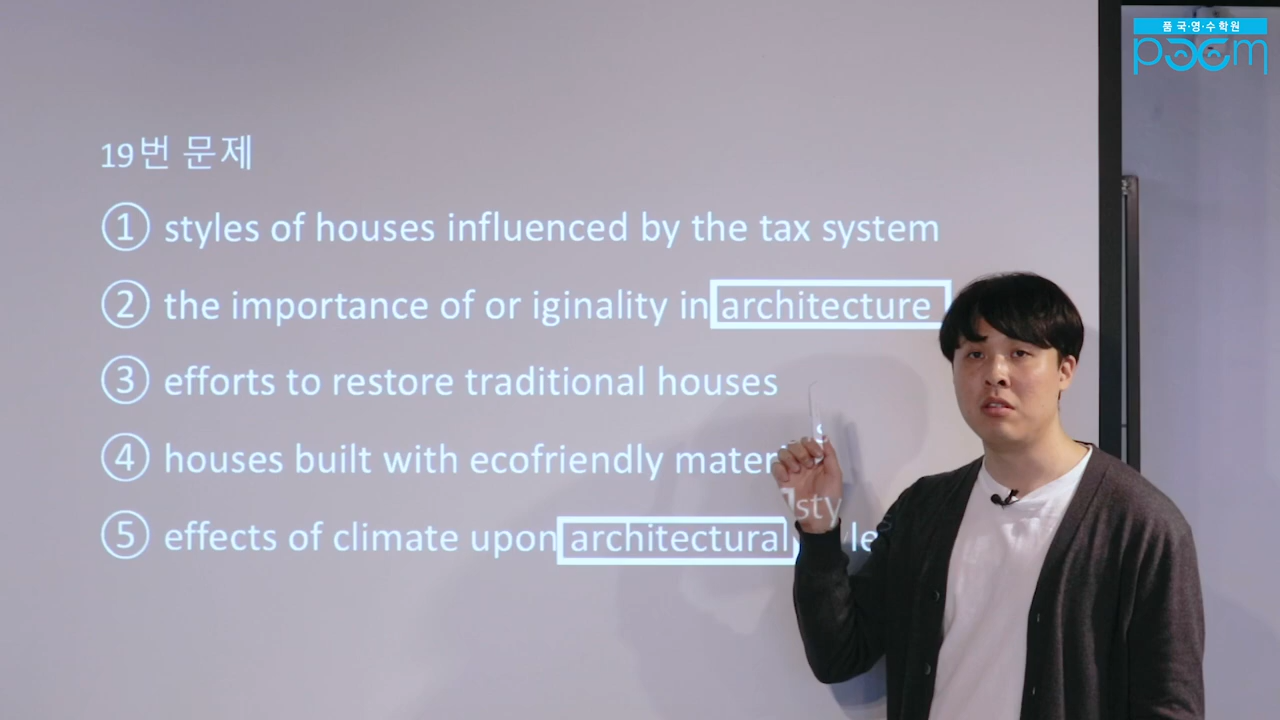 품 국·영·수 학원
poem
19번 문제
① styles of houses influenced by the tax system
② the importance of or iginality in architecture
③ efforts to restore traditional houses
④ houses built with ecofriendly
⑤ effects of climate upon architectural